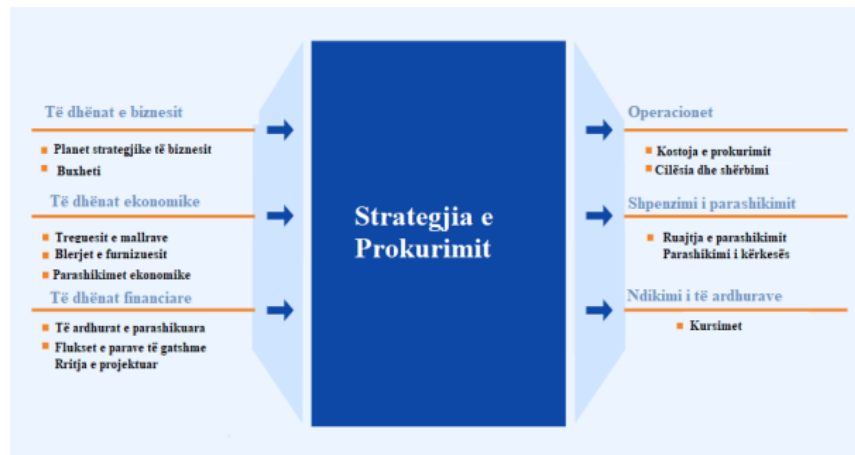 Të dhënat e biznesit
Planet strategjike të biznesit
Buxheti
Të dhënat ekonomike
Treguesit e mallrave
Blerjet e furnizuesit
Parashikimet ekonomike
Të dhënat financiare
Të ardhurat e parashikuara
Flukset e parave të gatshme
Rritja e projektuar
Strategjia e
Prokurimit
Operacionet
Kostoja e prokurimit
Cilësia dhe shërbimi
Shpenzimi i parashikimit
Ruajtja e parashikimit
Parashikimi i kërkesës
Ndikimi i të ardhurave
Kursimet